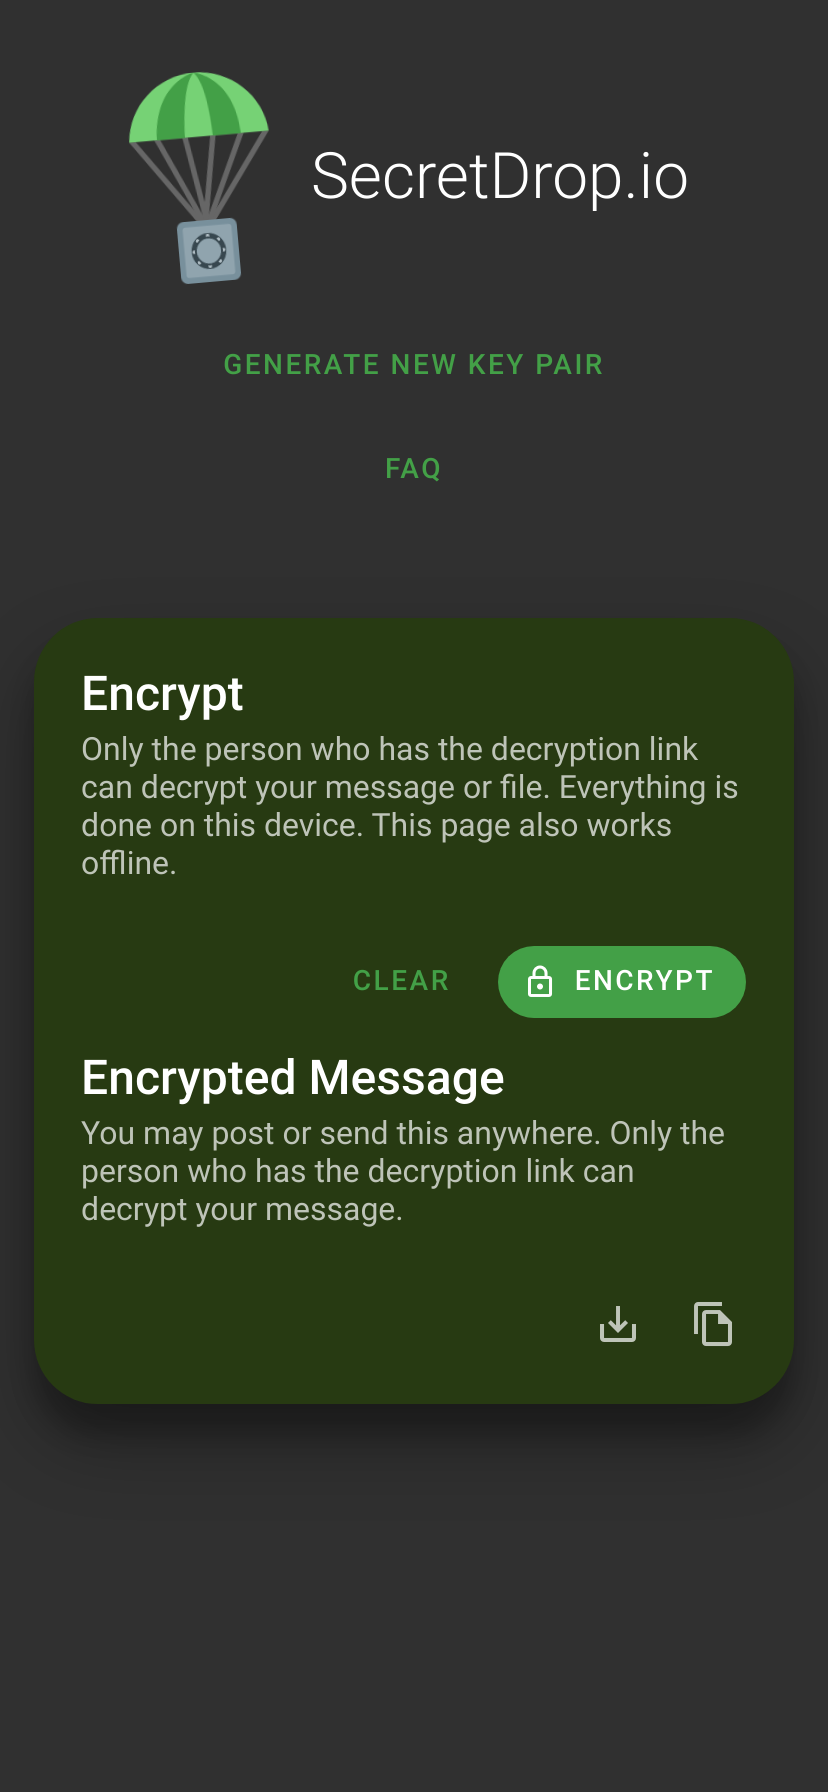 SecretDrop.io
GENERATE NEW KEY PAIR
FAQ
Encrypt
Only the person who has the decryption link
can decrypt your message or file. Everything is
done on this device. This page also works
offline.
CLEAR
ENCRYPT
Encrypted Message
You may post or send this anywhere. Only the
person who has the decryption link can
decrypt your message.